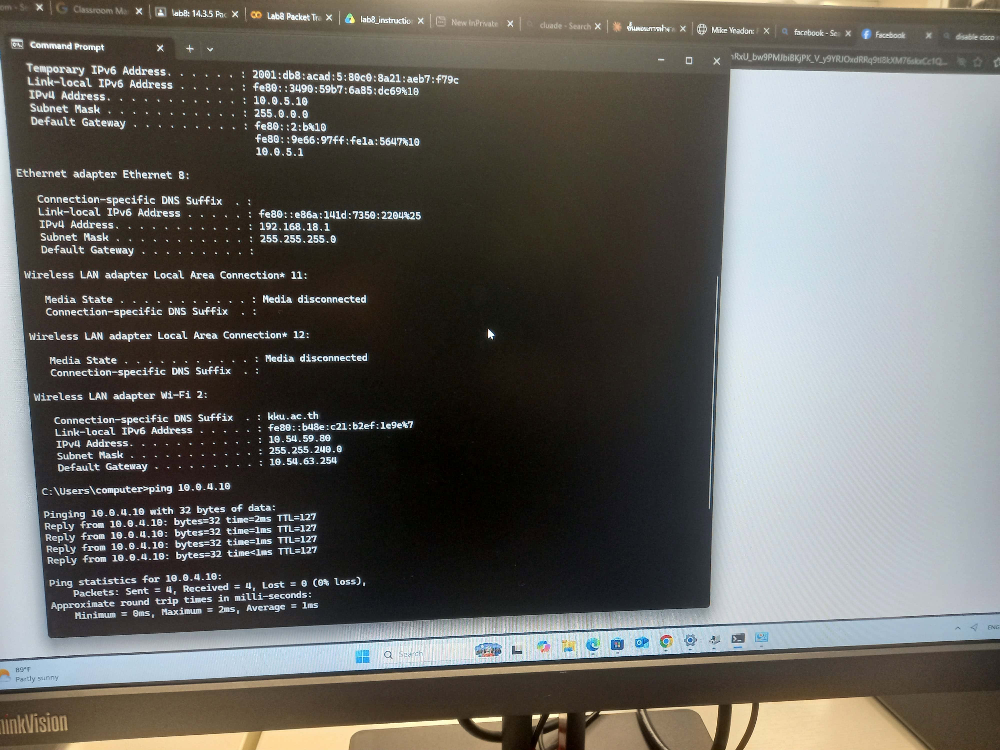 Classroom Ma
lab8: 14.3.5 Pac
Lab8 Packet Tra
lab8_instruction
New InPrivate
cluade - Search
ขั้นตอนการทำงา
Mike Yeadon:
facebook - Se
Facebook
disable cisco
Command Prompt
Temporary IPv6 Address. . . . . . : 2001:db8:acad:5:80c0:8a21:aeb7:f79c
Link-local IPv6 Address . . . . . : fe80::3490:59b7:6a85:dc69%10
IPv4 Address. . . . . . . . . . . : 10.0.5.10
Subnet Mask . . . . . . . . . . . : 255.0.0.0
Default Gateway . . . . . . . . . : fe80::2:b%10
fe80::9e66:97ff:fe1a:5647%10
10.0.5.1
Ethernet adapter Ethernet 8:
Connection-specific DNS Suffix . :
Link-local IPv6 Address . . . . . : fe80::e86a:141d:7350:2204%25
IPv4 Address. . . . . . . . . . . : 192.168.18.1
Subnet Mask . . . . . . . . . . . : 255.255.255.0
Default Gateway . . . . . . . . . :
Wireless LAN adapter Local Area Connection* 11:
Media State . . . . . . . . . . . : Media disconnected
Connection-specific DNS Suffix . :
Wireless LAN adapter Local Area Connection* 12:
Media State . . . . . . . . . . . : Media disconnected
Connection-specific DNS Suffix . :
Wireless LAN adapter Wi-Fi 2:
Connection-specific DNS Suffix . : kku.ac.th
Link-local IPv6 Address . . . . . : fe80::b48e:c21:b2ef:1e9e%7
IPv4 Address. . . . . . . . . . . : 10.54.59.80
Subnet Mask . . . . . . . . . . . : 255.255.240.0
Default Gateway . . . . . . . . . : 10.54.63.254
C:\Users\computer>ping 10.0.4.10
Pinging 10.0.4.10 with 32 bytes of data:
Reply from 10.0.4.10: bytes=32 time=2ms TTL=127
Reply from 10.0.4.10: bytes=32 time=1ms TTL=127
Reply from 10.0.4.10: bytes=32 time=1ms TTL=127
Reply from 10.0.4.10: bytes=32 time<1ms TTL=127
Ping statistics for 10.0.4.10:
Packets: Sent = 4, Received = 4, Lost = 0 (0% loss),
Approximate round trip times in milli-seconds:
Minimum = 0ms, Maximum = 2ms, Average = 1ms
Search
ENG
89°F
Partly sunny
hinkVision